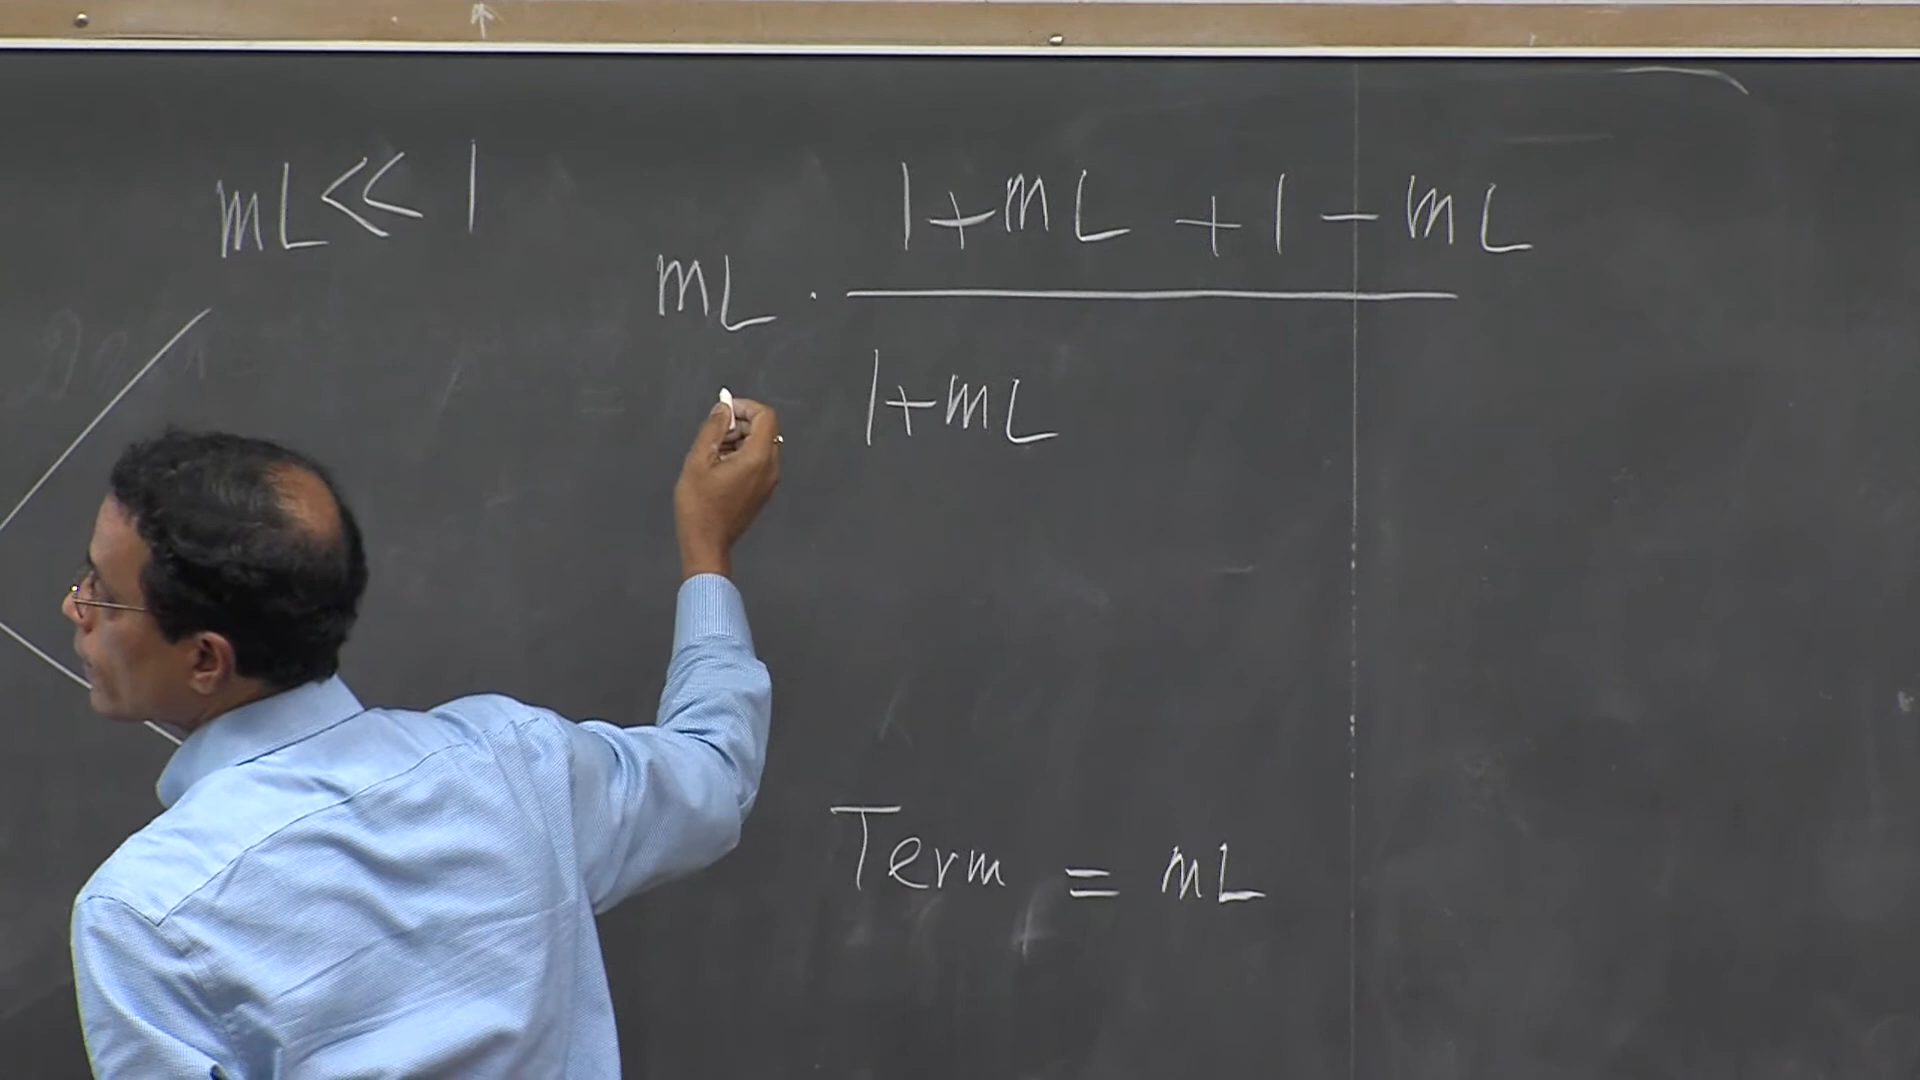 mL << 1
1 + mL + 1 - mL
mL ·
1 + mL
Term = mL